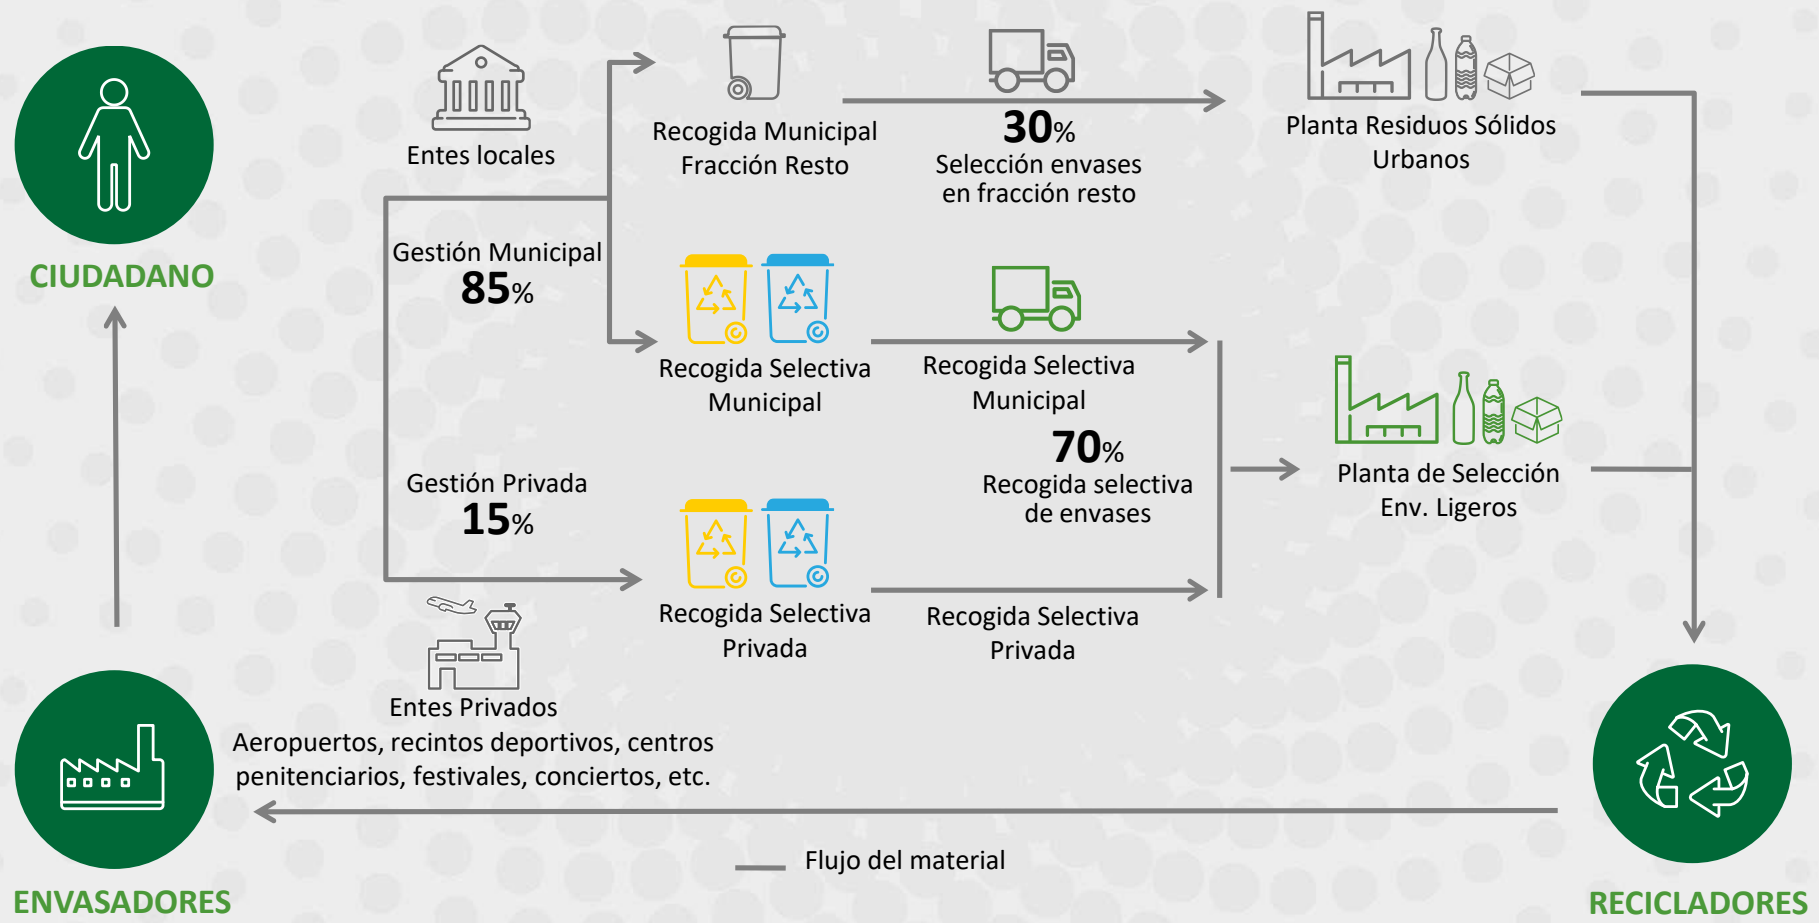 CIUDADANO
Entes locales
Gestión Municipal
85%
Gestión Privada
15%
Entes Privados
Aeropuertos, recintos deportivos, centros
penitenciarios, festivales, conciertos, etc.
Recogida Municipal
Fracción Resto
30%
Selección envases
en fracción resto
Planta Residuos Sólidos
Urbanos
Recogida Selectiva
Municipal
Recogida Selectiva
Municipal
70%
Recogida selectiva
de envases
Planta de Selección
Env. Ligeros
Recogida Selectiva
Privada
Recogida Selectiva
Privada
Flujo del material
ENVASADORES
RECICLADORES